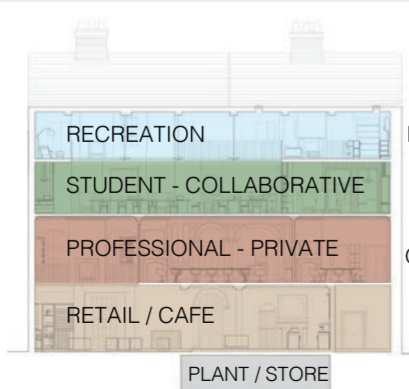 RECREATION
STUDENT - COLLABORATIVE
PROFESSIONAL - PRIVATE
RETAIL / CAFE
PLANT / STORE